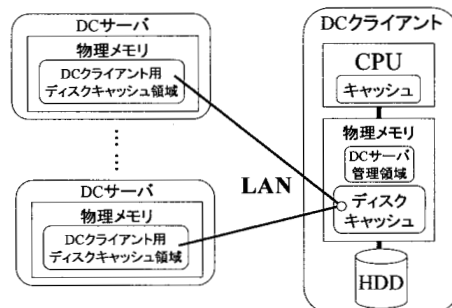 DCサーバ
物理メモリ
DCクライアント用
ディスクキャッシュ領域
DCサーバ
物理メモリ
DCクライアント用
ディスクキャッシュ領域
LAN
DCクライアント
CPU
キャッシュ
物理メモリ
DCサーバ
管理領域
ディスク
キャッシュ
HDD